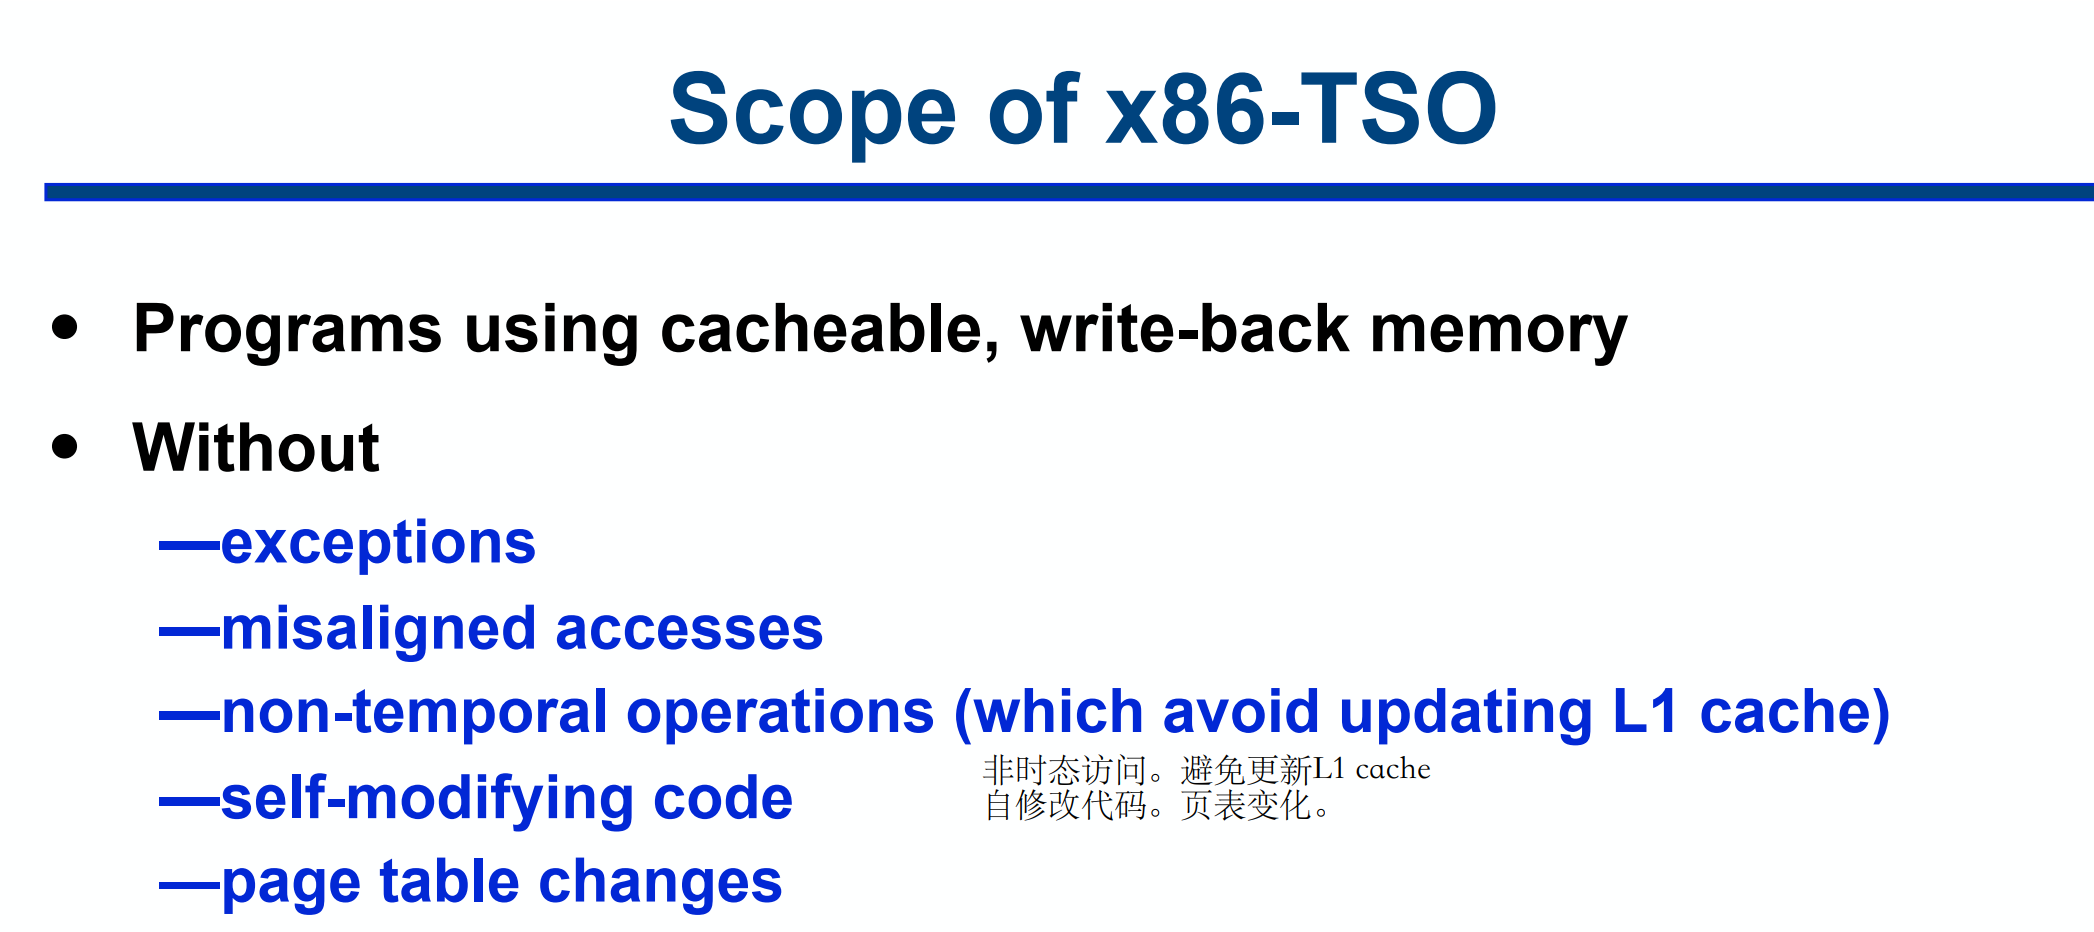 Scope of x86-TSO
• Programs using cacheable, write-back memory
• Without
—exceptions
—misaligned accesses
—non-temporal operations (which avoid updating L1 cache)
非时态访问。避免更新L1 cache
—self-modifying code
自修改代码。页表变化。
—page table changes